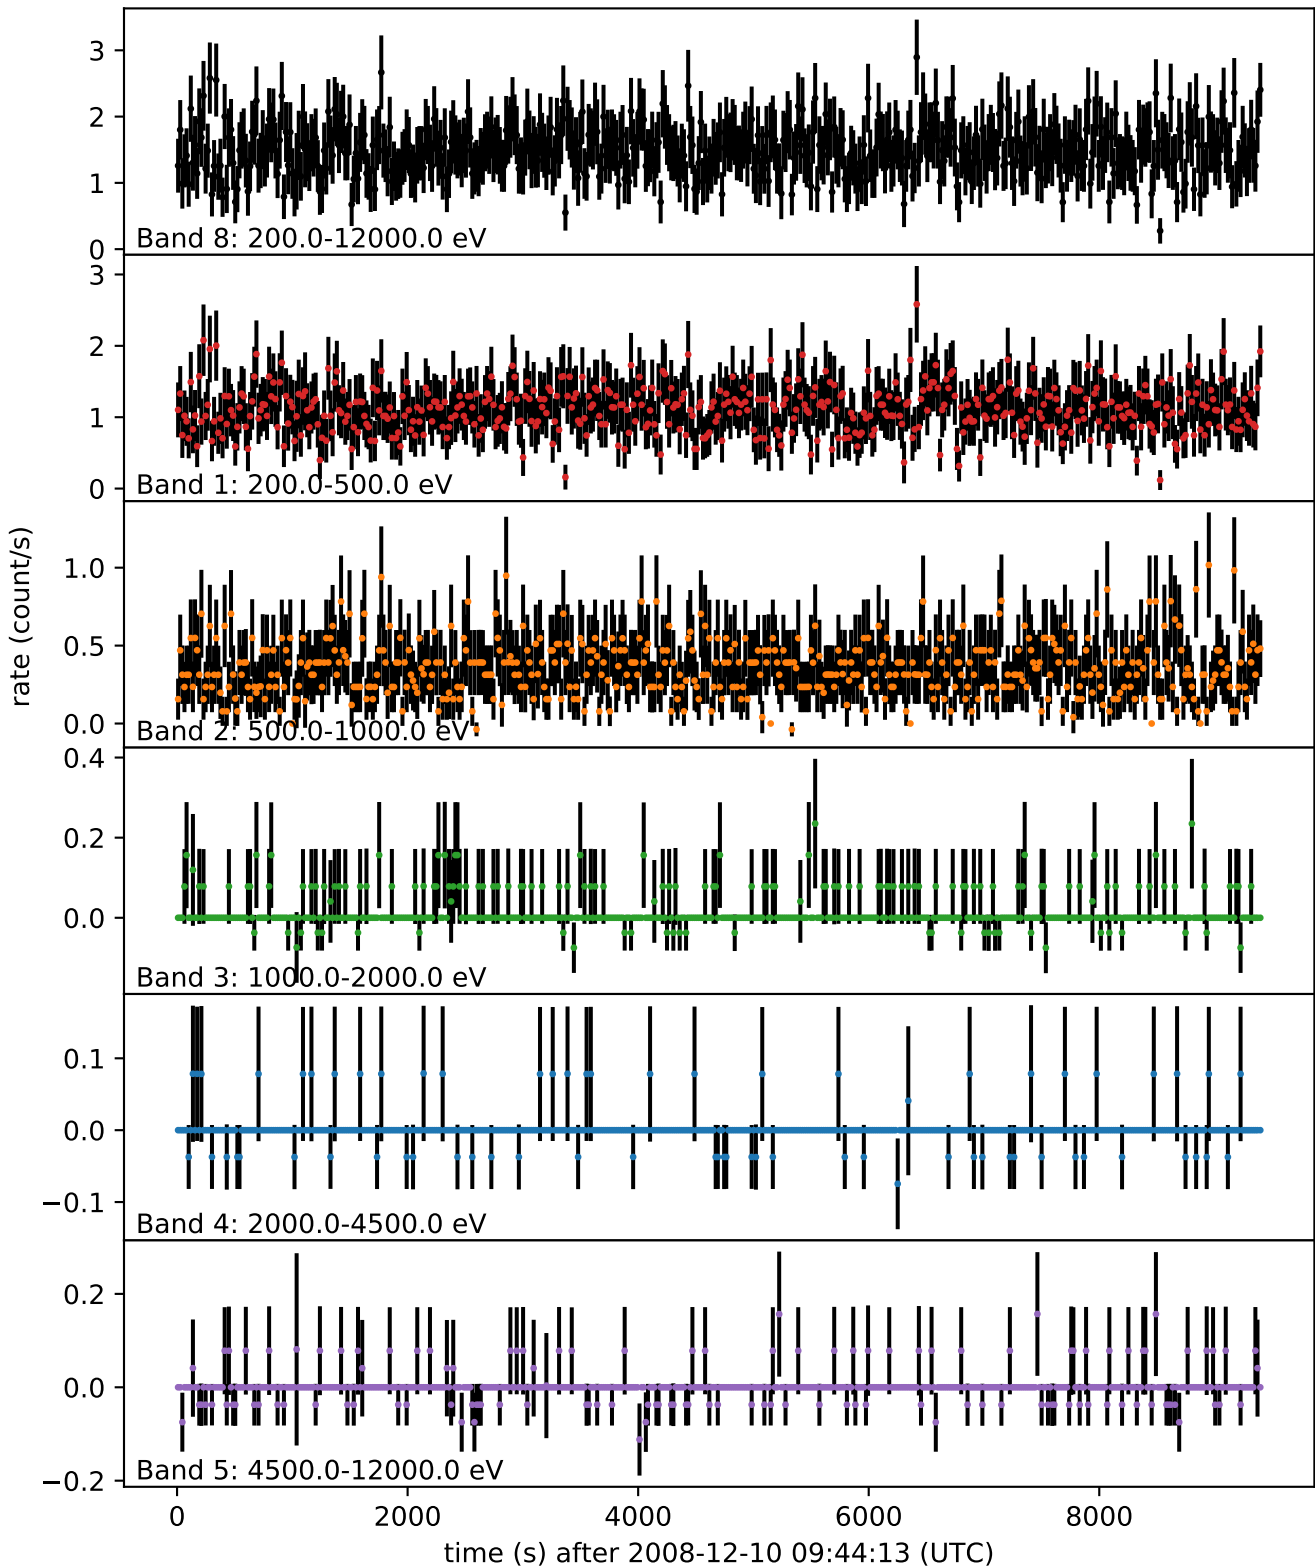 3
2
1
0
Band 8: 200.0-12000.0 eV
3
2
1
0
Band 1: 200.0-500.0 eV
rate (count/s)
1.0
0.5
0.0
Band 2: 500.0-1000.0 eV
0.4
0.2
0.0
Band 3: 1000.0-2000.0 eV
0.1
0.0
−0.1
Band 4: 2000.0-4500.0 eV
0.2
0.0
−0.2
Band 5: 4500.0-12000.0 eV
0 2000 4000 6000 8000
time (s) after 2008-12-10 09:44:13 (UTC)